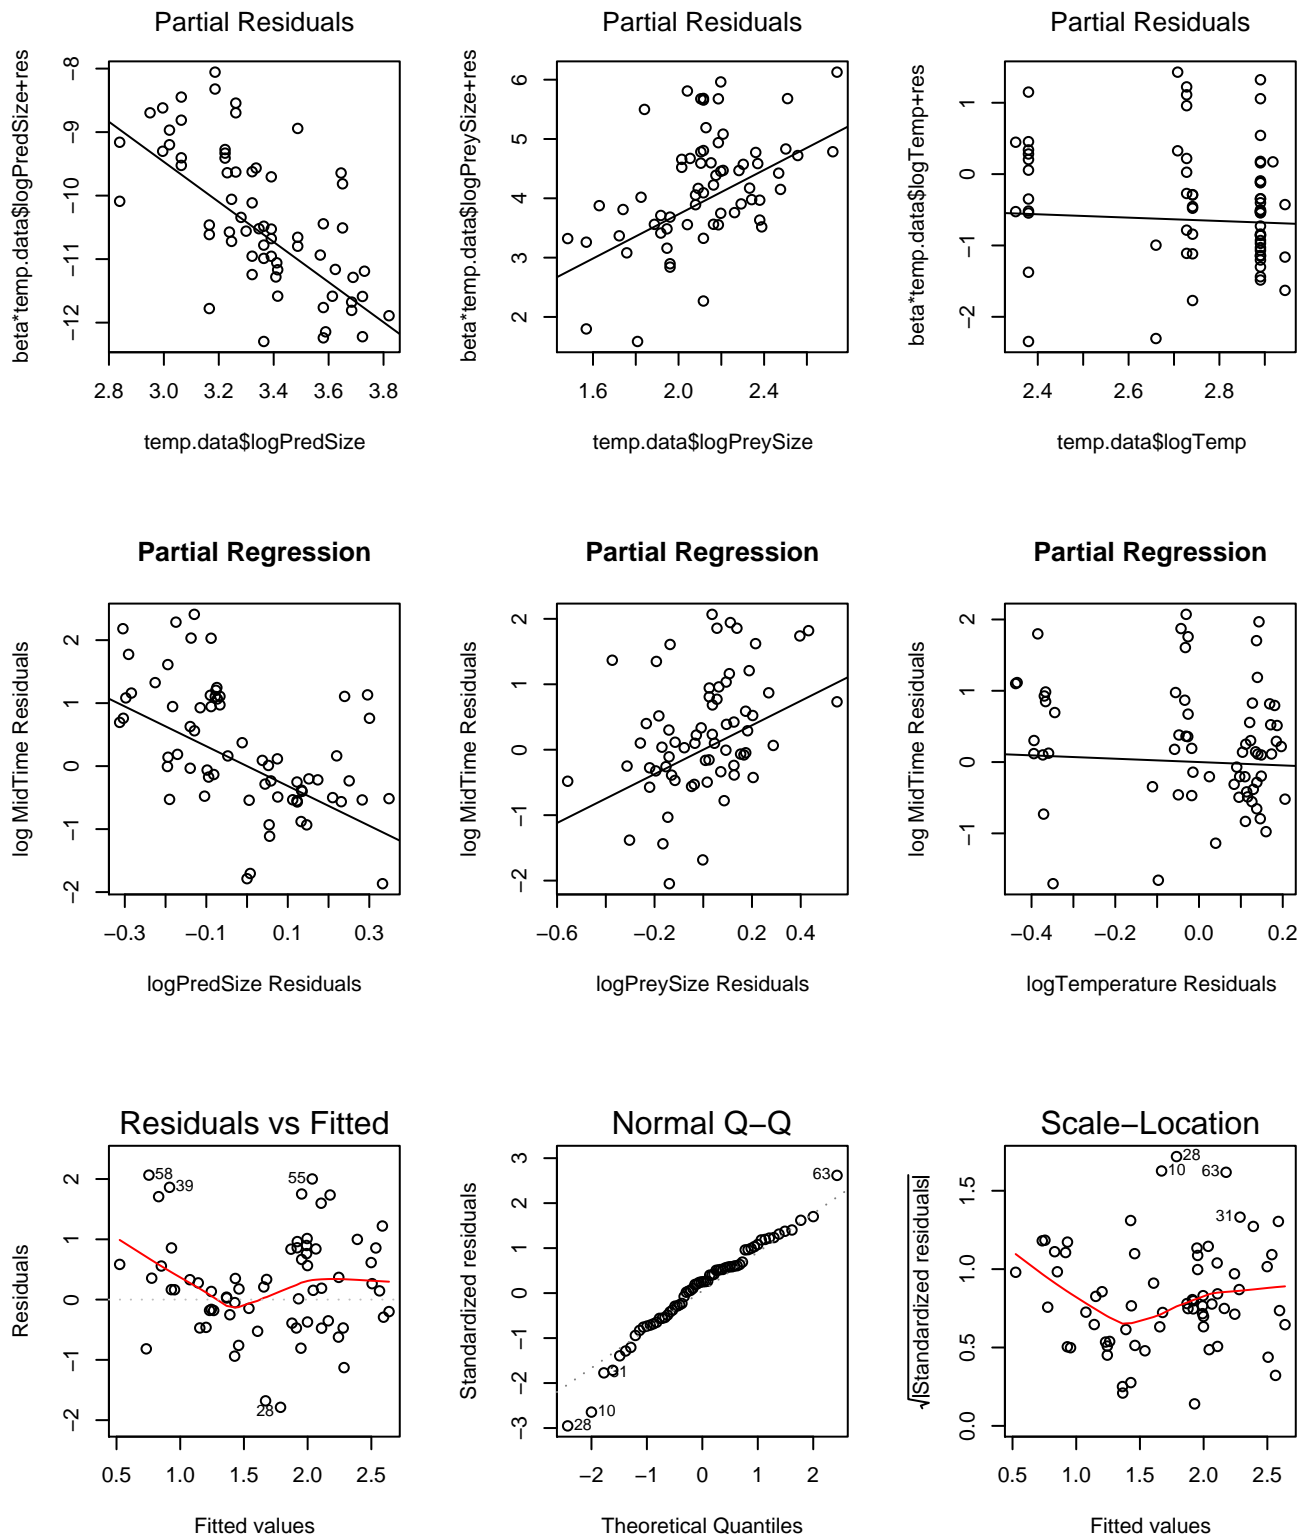 Partial Residuals
beta*temp.data$logPredSize+res
−8
−9
−10
−11
−12
2.8 3.0 3.2 3.4 3.6 3.8
temp.data$logPredSize
Partial Residuals
beta*temp.data$logPreySize+res
6
5
4
3
2
1.6 2.0 2.4
temp.data$logPreySize
Partial Residuals
beta*temp.data$logTemp+res
1
0
−1
−2
2.4 2.6 2.8
temp.data$logTemp
Partial Regression
log MidTime Residuals
2
1
0
−1
−2
−0.3 −0.1 0.1 0.3
logPredSize Residuals
Partial Regression
log MidTime Residuals
2
1
0
−1
−2
−0.6 −0.2 0.2 0.4
logPreySize Residuals
Partial Regression
log MidTime Residuals
2
1
0
−1
−0.4 −0.2 0.0 0.2
logTemperature Residuals
Residuals vs Fitted
Residuals
2
1
0
−1
−2
58
39
55
28
0.5 1.0 1.5 2.0 2.5
Fitted values
Normal Q−Q
Standardized residuals
3
2
1
0
−1
−2
−3
63
31
10
28
−2 −1 0 1 2
Theoretical Quantiles
Scale−Location
√|Standardized residuals|
1.5
1.0
0.5
0.0
28
10
63
31
0.5 1.0 1.5 2.0 2.5
Fitted values